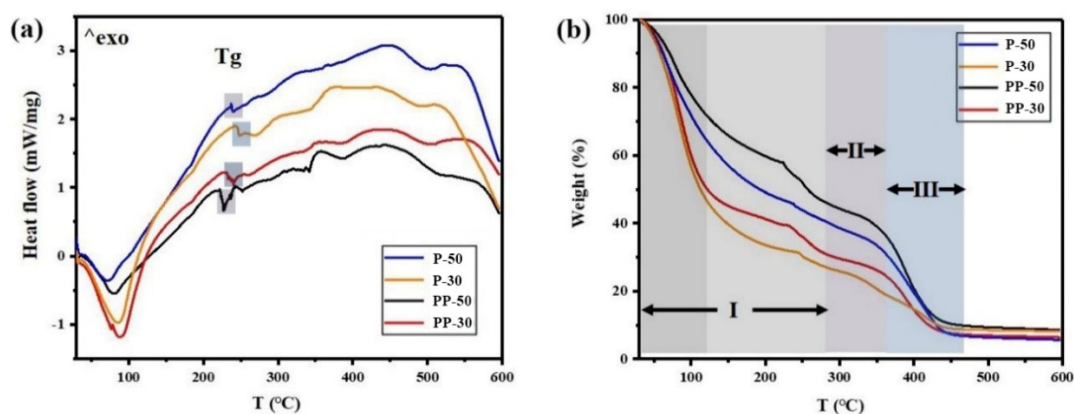 (a)
^exo
Tg
Heat flow (mW/mg)
3
2
1
0
-1
P-50
P-30
PP-50
PP-30
100
200
300
400
500
600
T (℃)
(b)
Weight (%)
100
80
60
40
20
0
P-50
P-30
PP-50
PP-30
II
III
I
100
200
300
400
500
600
T (℃)